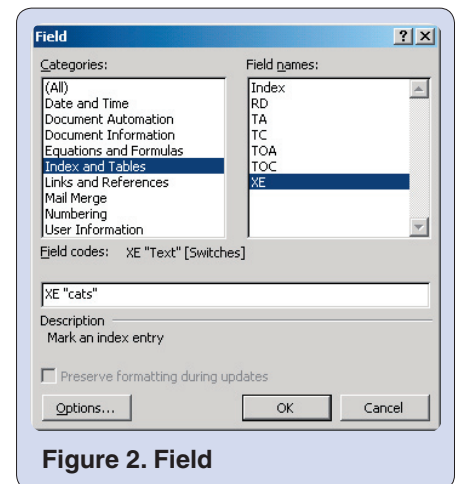 Field
Categories:
(All)
Date and Time
Document Automation
Document Information
Equations and Formulas
Index and Tables
Links and References
Mail Merge
Numbering
User Information
Field names:
Index
RD
TA
TC
TOA
TOC
XE
Field codes: XE "Text" [Switches]
XE "cats"
Description
Mark an index entry
Preserve formatting during updates
Options... OK Cancel
Figure 2. Field